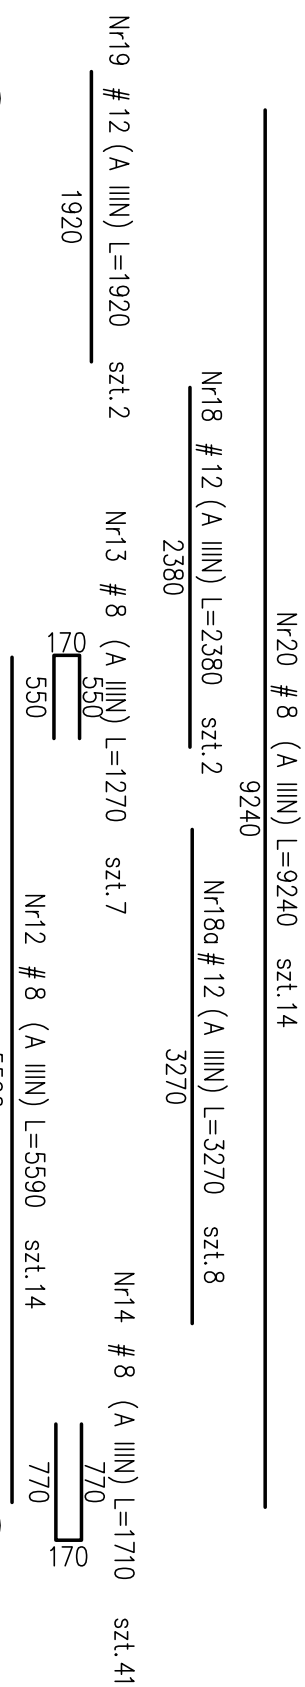 Nr20 #8 (A IIIN) L=9240 szt.14
9240
Nr18 #12 (A IIIN) L=2380 szt.2
2380
Nr18a #12 (A IIIN) L=3270 szt.8
3270
Nr19 #12 (A IIIN) L=1920 szt.2
1920
Nr13 #8 (A IIIN) L=1270 szt.7
550
170
550
Nr14 #8 (A IIIN) L=1710 szt.41
770
770
170
Nr12 #8 (A IIIN) L=5590 szt.14